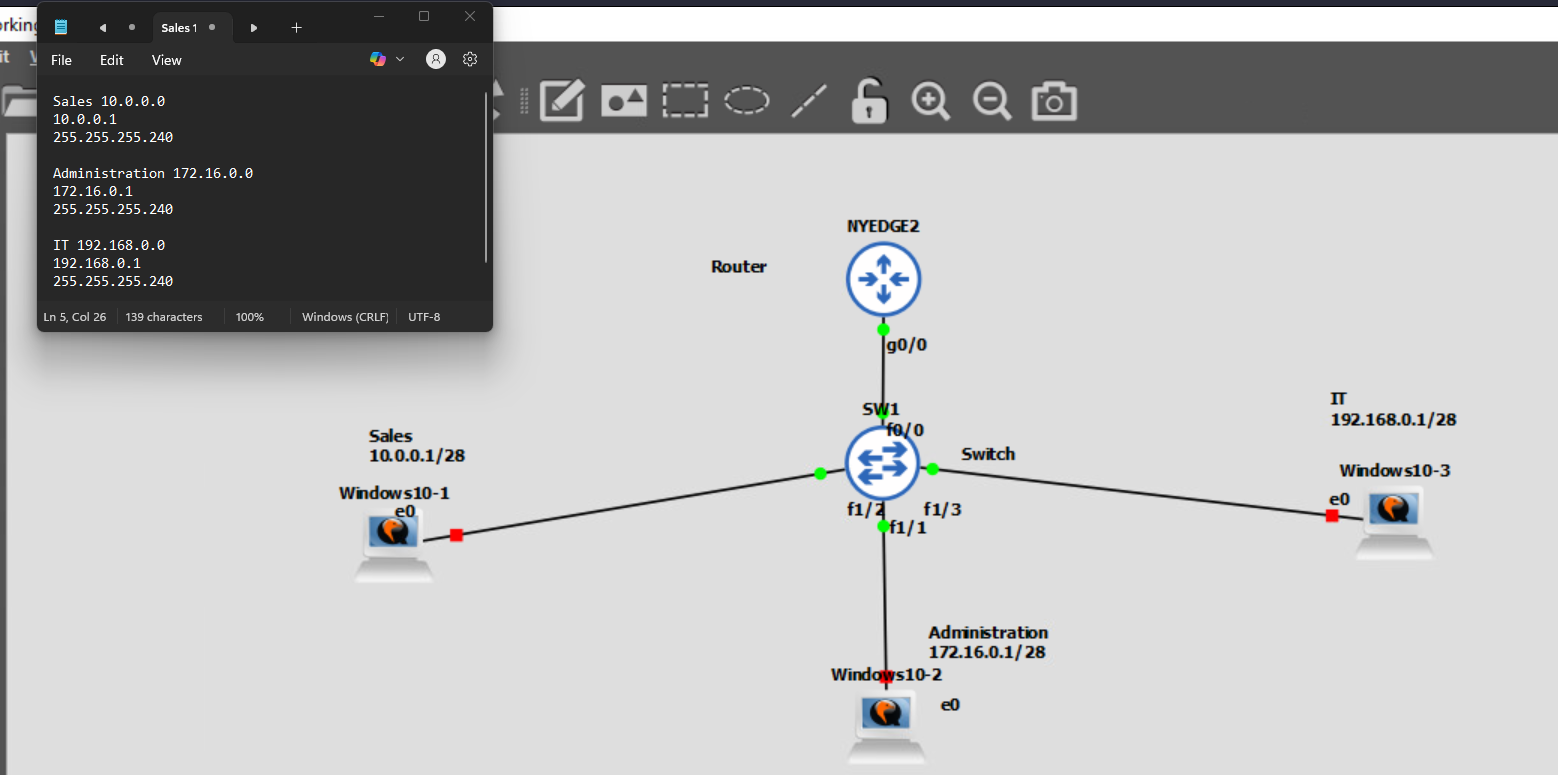 orking
Sales 1
File Edit View
it V
Sales 10.0.0.0
10.0.0.1
255.255.255.240
Administration 172.16.0.0
172.16.0.1
255.255.255.240
IT 192.168.0.0
192.168.0.1
255.255.255.240
Ln 5, Col 26 139 characters 100% Windows (CRLF) UTF-8
NYEDGE2
Router
g0/0
SW1
f0/0
Switch
Sales
10.0.0.1/28
Windows10-1
e0
IT
192.168.0.1/28
Windows10-3
e0
f1/2 f1/3
f1/1
Administration
172.16.0.1/28
Windows10-2
e0